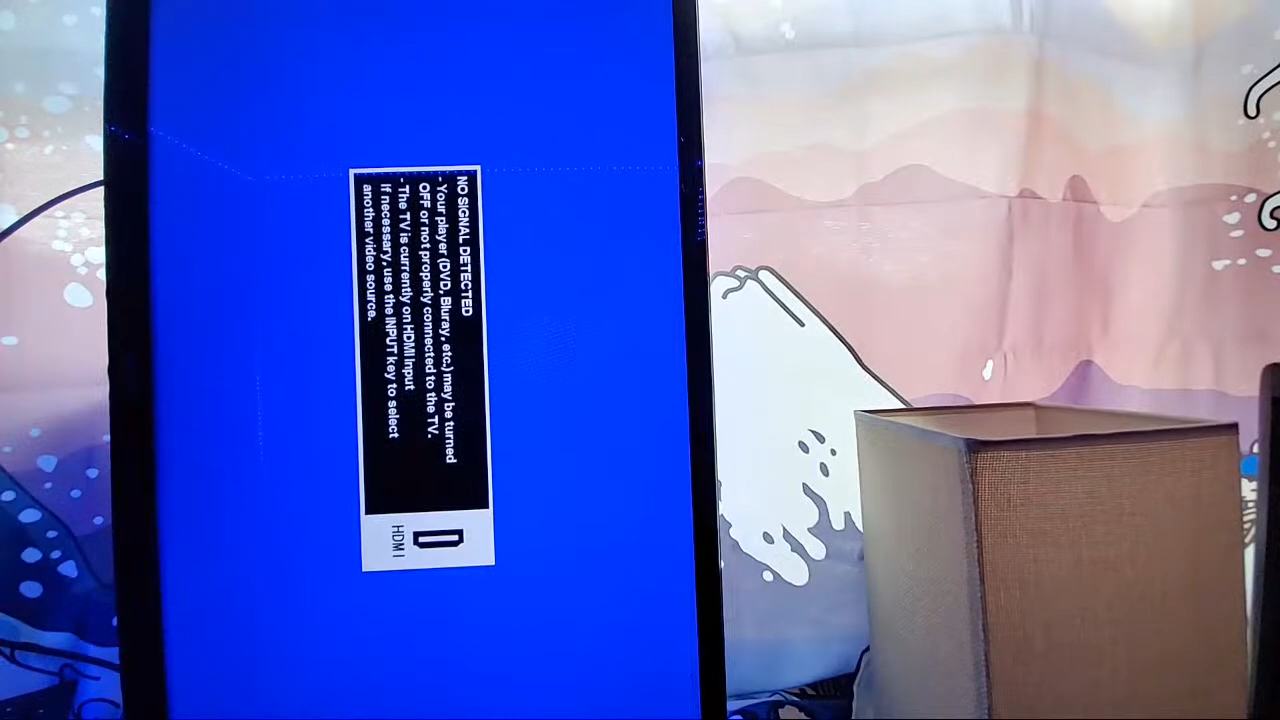 NO SIGNAL DETECTED
- Your player (DVD, Bluray, etc.) may be turned
OFF or not properly connected to the TV.
- The TV is currently on HDMI Input
If necessary, use the INPUT key to select
another video source.
HDMI